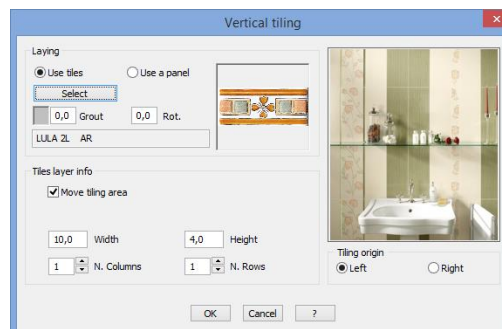 Vertical tiling
Laying
Use tiles
Use a panel
Select
0,0 Grout 0,0 Rot.
LULA 2L AR
Tiles layer info
Move tiling area
10,0 Width 4,0 Height
1 N. Columns 1 N. Rows
Tiling origin
Left Right
OK Cancel ?